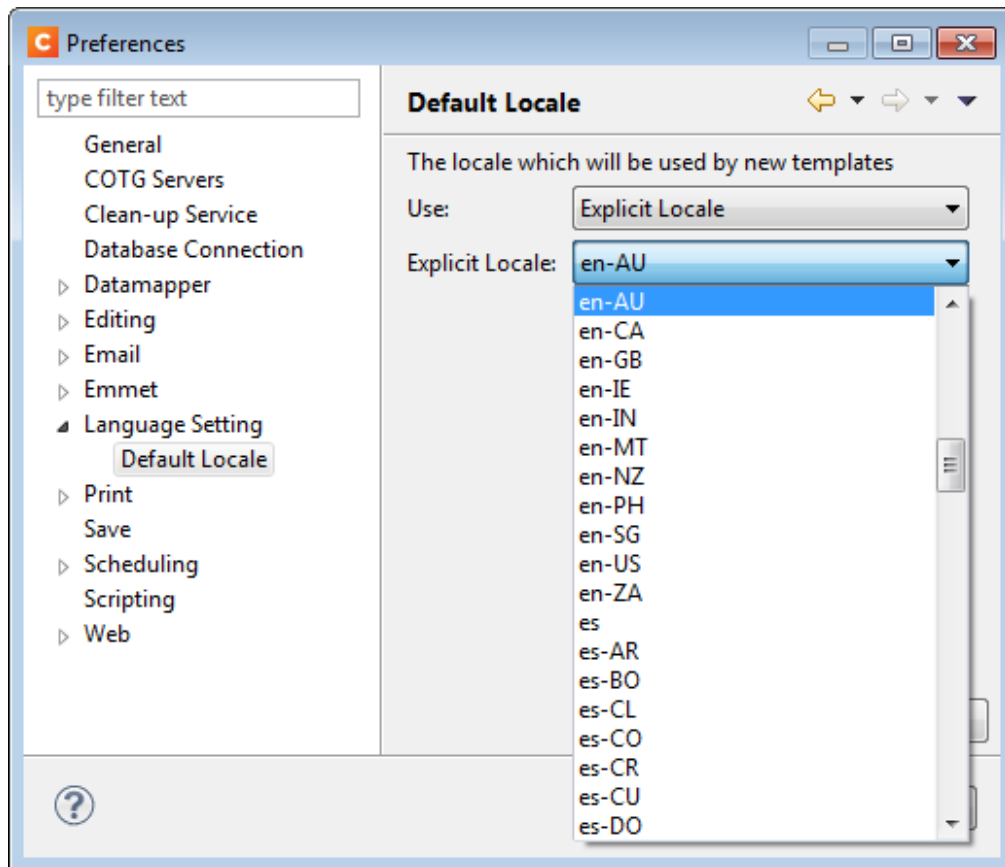 C Preferences
type filter text
General
COTG Servers
Clean-up Service
Database Connection
Datamapper
Editing
Email
Emmet
Language Setting
Default Locale
Print
Save
Scheduling
Scripting
Web
Default Locale
The locale which will be used by new templates
Use: Explicit Locale
Explicit Locale: en-AU
en-AU
en-CA
en-GB
en-IE
en-IN
en-MT
en-NZ
en-PH
en-SG
en-US
en-ZA
es
es-AR
es-BO
es-CL
es-CO
es-CR
es-CU
es-DO
?